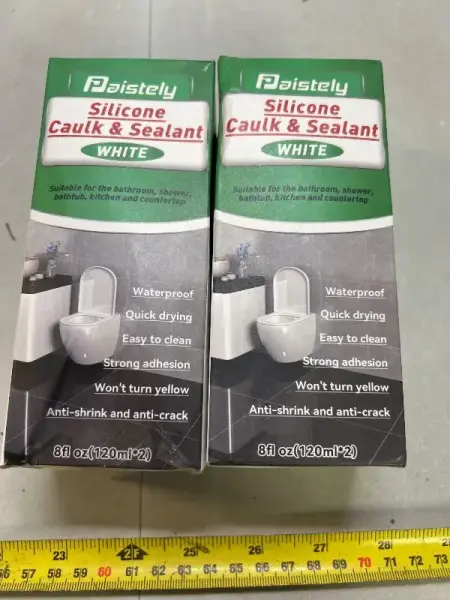 Paistely
Silicone
Caulk & Sealant
WHITE
Suitable for the bathroom, shower,
bathtub, kitchen and countertop
Waterproof
Quick drying
Easy to clean
Strong adhesion
Won't turn yellow
Anti-shrink and anti-crack
8fl oz(120ml*2)
Paistely
Silicone
Caulk & Sealant
WHITE
Suitable for the bathroom, shower,
bathtub, kitchen and countertop
Waterproof
Quick drying
Easy to clean
Strong adhesion
Won't turn yellow
Anti-shrink and anti-crack
8fl oz(120ml*2)
23 2F 25 26 27 28
56 57 58 59 60 61 62 63 64 65 66 67 68 69 70 71 72 73